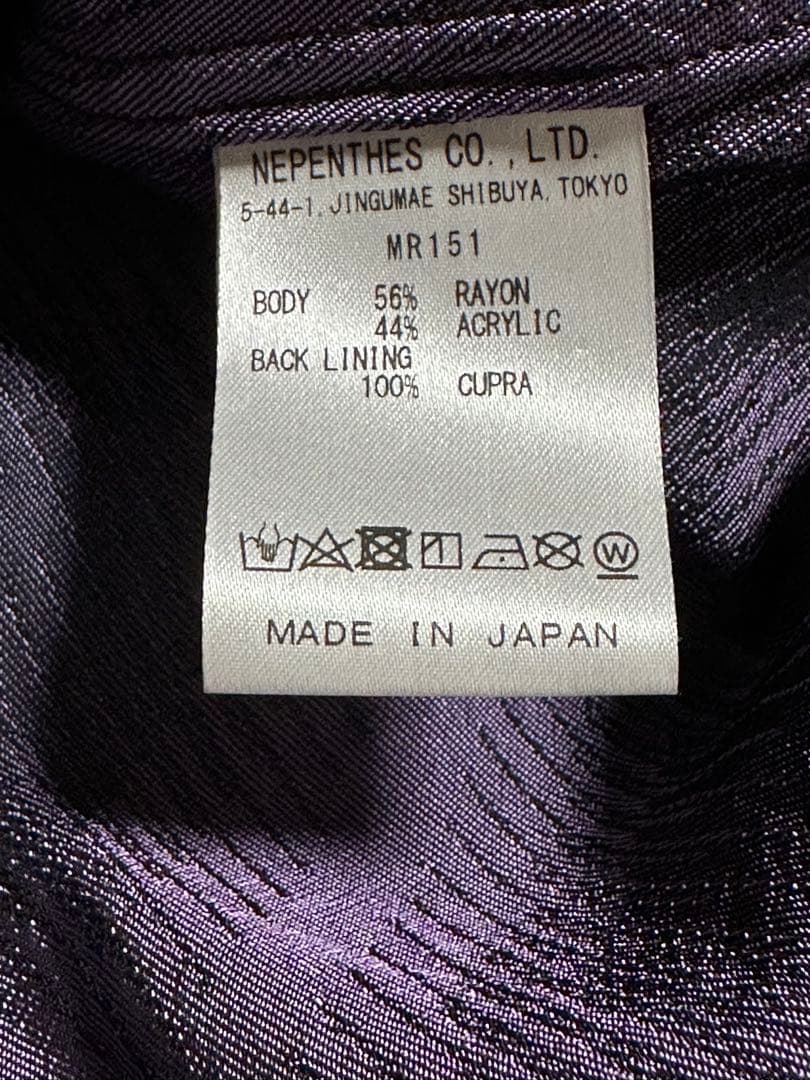 NEPENTHES CO.,LTD.
5-44-1, JINGUMAE SHIBUYA, TOKYO
MR151
BODY 56% RAYON
44% ACRYLIC
BACK LINING
100% CUPRA
W
MADE IN JAPAN